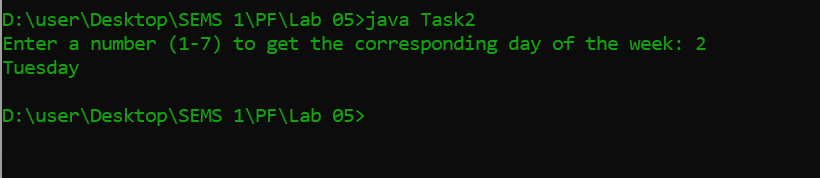 D:\user\Desktop\SEMS 1\PF\Lab 05>java Task2
Enter a number (1-7) to get the corresponding day of the week: 2
Tuesday
D:\user\Desktop\SEMS 1\PF\Lab 05>